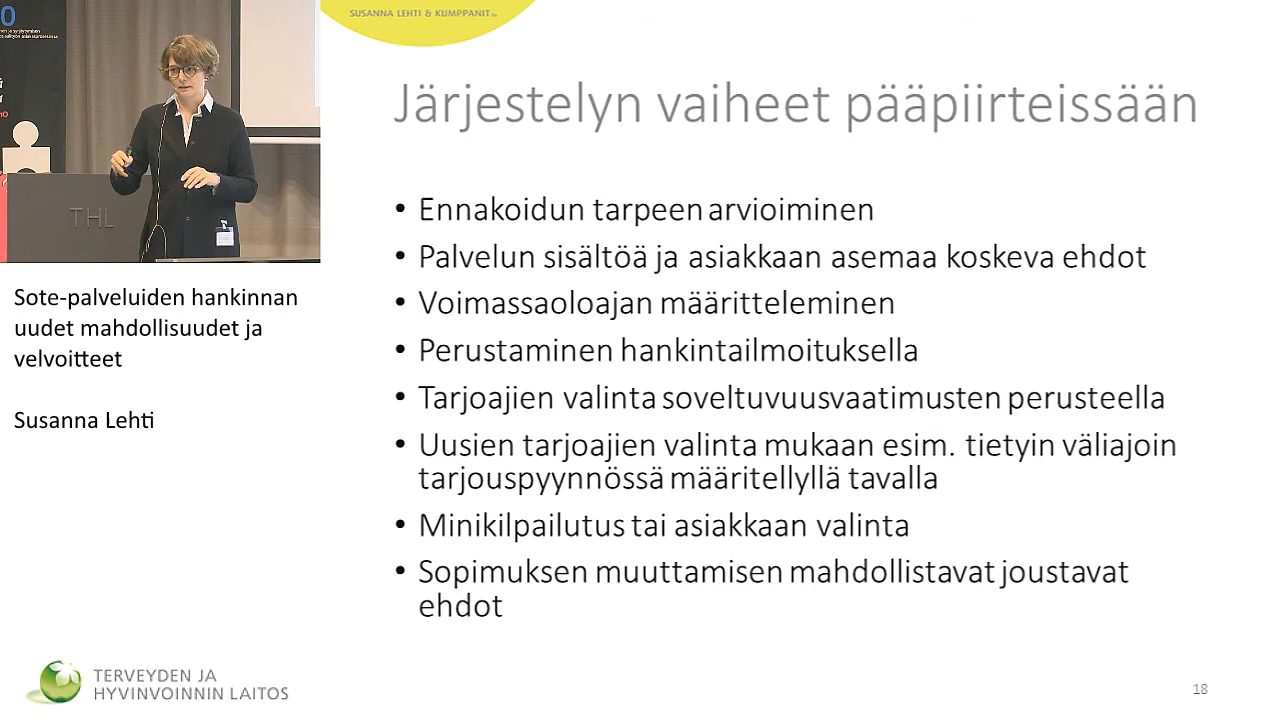 SUSANNA LEHTI & KUMPPANIT
Järjestelyn vaiheet pääpiirteissään
THL
Sote-palveluiden hankinnan
uudet mahdollisuudet ja
velvoitteet
Susanna Lehti
• Ennakoidun tarpeen arvioiminen
• Palvelun sisältöä ja asiakkaan asemaa koskeva ehdot
• Voimassaoloajan määritteleminen
• Perustaminen hankintailmoituksella
• Tarjoajien valinta soveltuvuusvaatimusten perusteella
• Uusien tarjoajien valinta mukaan esim. tietyin väliajoin
tarjouspyynnössä määritellyllä tavalla
• Minikilpailutus tai asiakkaan valinta
• Sopimuksen muuttamisen mahdollistavat joustavat
ehdot
TERVEYDEN JA
HYVINVOINNIN LAITOS
18